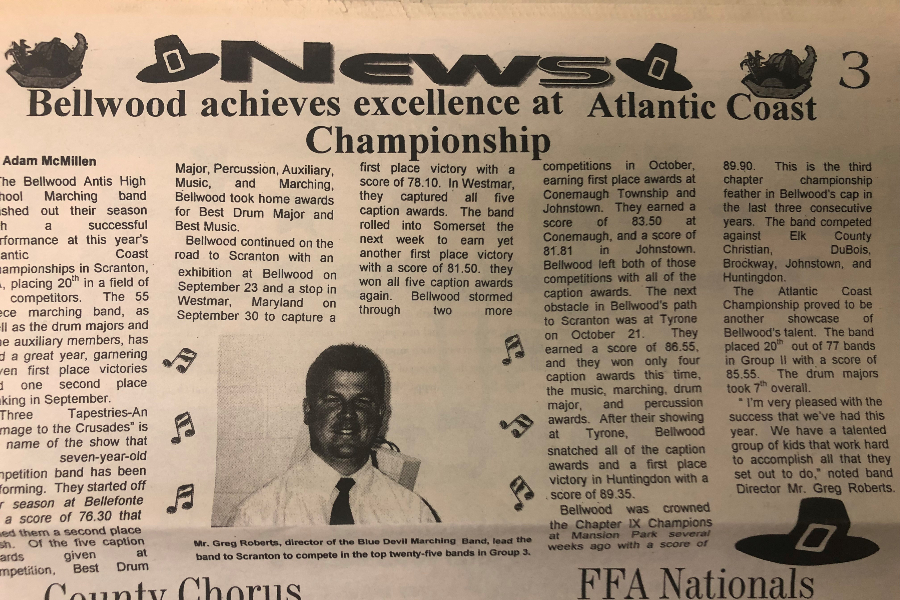 News
3
Bellwood achieves excellence at Atlantic Coast
Championship
Adam McMillen
The Bellwood Antis High
hool Marching band
shed out their season
h a successful
rformance at this year's
antic Coast
ampionships in Scranton,
, placing 20th in a field of
competitors. The 55
ece marching band, as
ll as the drum majors and
e auxiliary members, has
d a great year, garnering
ven first place victories
d one second place
king in September.
Three Tapestries-An
mage to the Crusades" is
name of the show that
seven-year-old
mpetition band has been
forming. They started off
r season at Bellefonte
a score of 76.30 that
ed them a second place
sh. Of the five caption
ards given at
mpetition, Best Drum
Major, Percussion, Auxiliary,
Music, and Marching,
Bellwood took home awards
for Best Drum Major and
Best Music.
Bellwood continued on the
road to Scranton with an
exhibition at Bellwood on
September 23 and a stop in
Westmar, Maryland on
September 30 to capture a
first place victory with a
score of 78.10. In Westmar,
they captured all five
caption awards. The band
rolled into Somerset the
next week to earn yet
another first place victory
with a score of 81.50. they
won all five caption awards
again. Bellwood stormed
through two more
Mr. Greg Roberts, director of the Blue Devil Marching Band, lead the
band to Scranton to compete in the top twenty-five bands in Group 3.
competitions in October,
earning first place awards at
Conemaugh Township and
Johnstown. They earned a
score of 83.50 at
Conemaugh, and a score of
81.81 in Johnstown.
Bellwood left both of those
competitions with all of the
caption awards. The next
obstacle in Bellwood's path
to Scranton was at Tyrone
on October 21. They
earned a score of 86.55,
and they won only four
caption awards this time,
the music, marching, drum
major, and percussion
awards. After their showing
at Tyrone, Bellwood
snatched all of the caption
awards and a first place
victory in Huntingdon with a
score of 89.35.
Bellwood was crowned
the Chapter IX Champions
at Mansion Park several
weeks ago with a score of
89.90. This is the third
chapter championship
feather in Bellwood's cap in
the last three consecutive
years. The band competed
against Elk County
Christian, DuBois,
Brockway, Johnstown, and
Huntingdon.
The Atlantic Coast
Championship proved to be
another showcase of
Bellwood's talent. The band
placed 20th out of 77 bands
in Group II with a score of
85.55. The drum majors
took 7th overall.
" I'm very pleased with the
success that we've had this
year. We have a talented
group of kids that work hard
to accomplish all that they
set out to do," noted band
Director Mr. Greg Roberts.
County Chorus
FFA Nationals